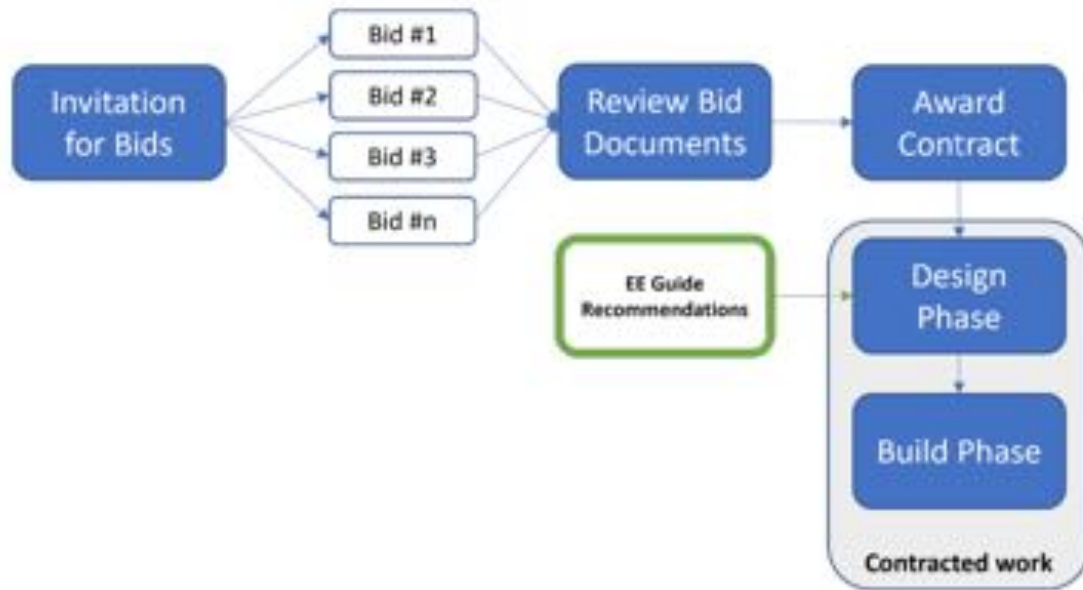 Invitation
for Bids
Bid #1
Bid #2
Bid #3
Bid #n
Review Bid
Documents
Award
Contract
EE Guide
Recommendations
Design
Phase
Build Phase
Contracted work